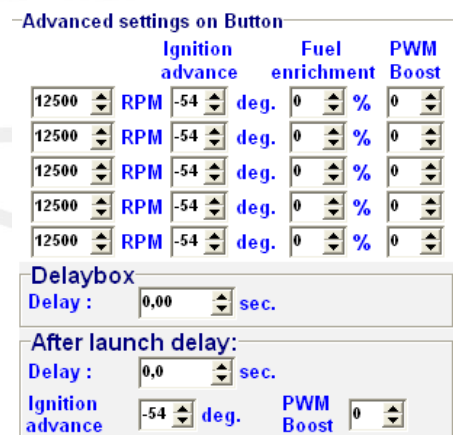 Advanced settings on Button
Ignition advance Fuel enrichment PWM Boost
12500 RPM -54 deg. 0 % 0
12500 RPM -54 deg. 0 % 0
12500 RPM -54 deg. 0 % 0
12500 RPM -54 deg. 0 % 0
12500 RPM -54 deg. 0 % 0
Delaybox
Delay : 0,00 sec.
After launch delay:
Delay : 0,0 sec.
Ignition advance -54 deg. PWM Boost 0